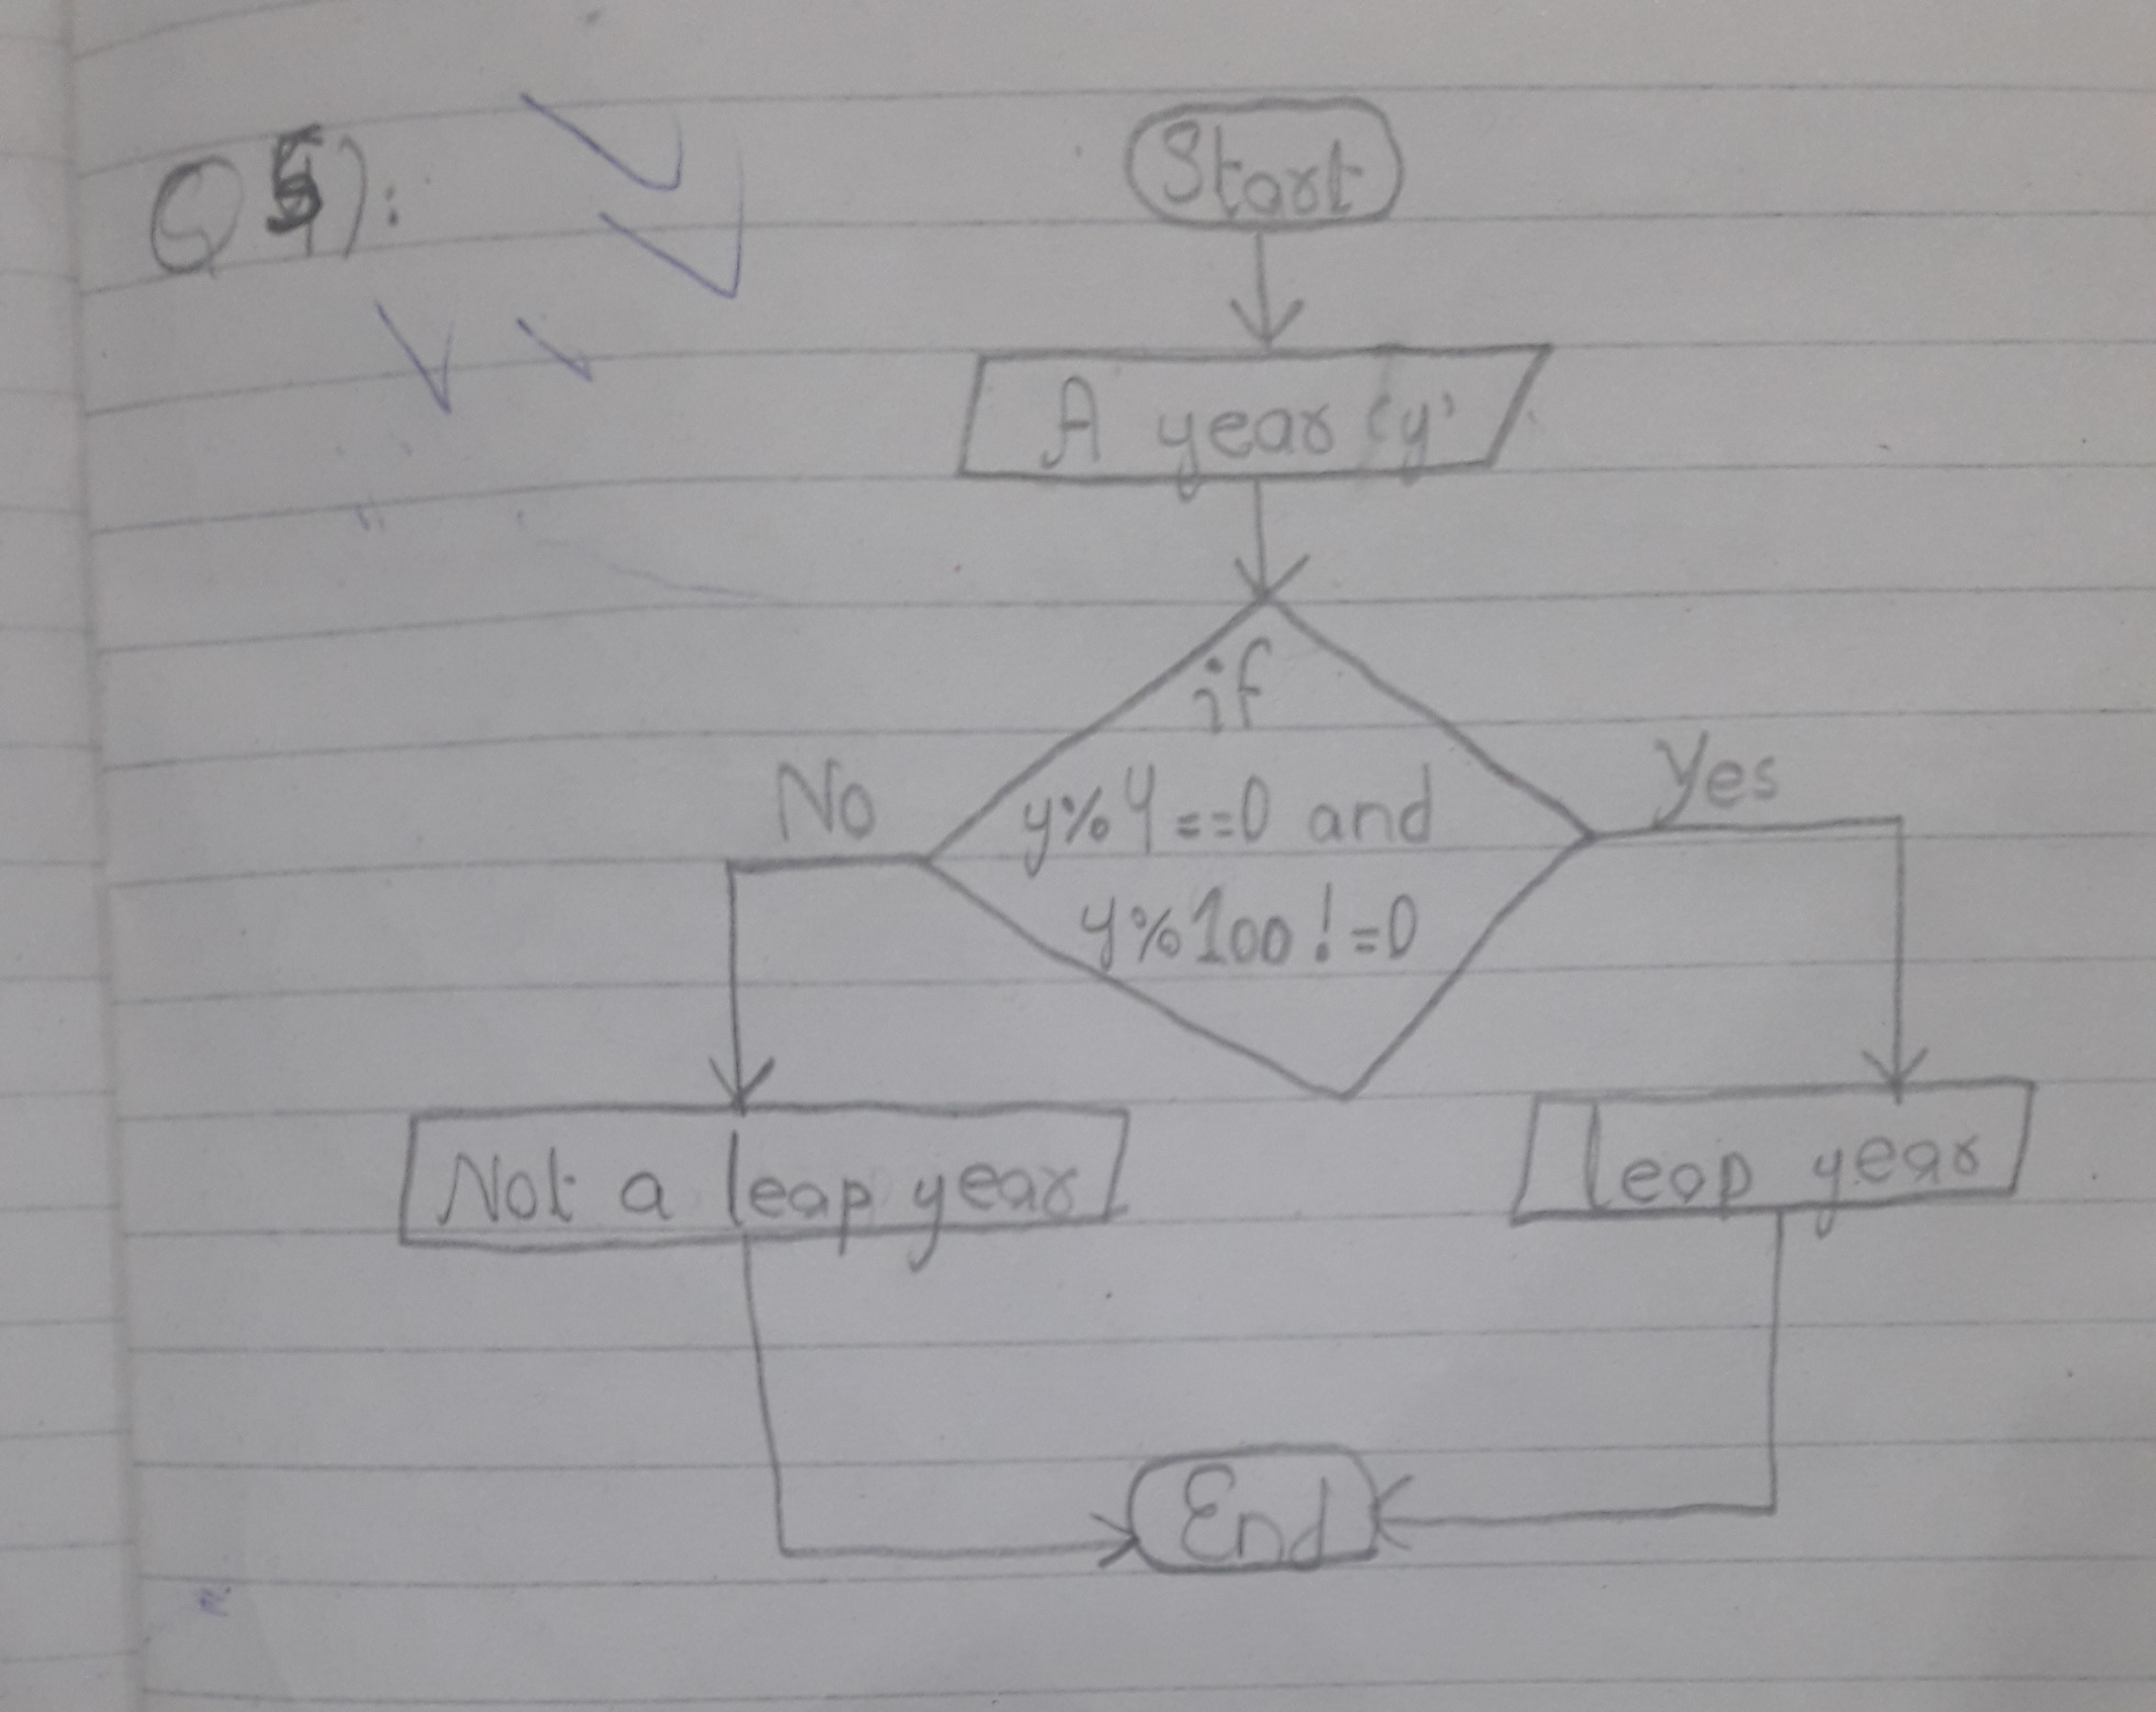 Q5):
Start
A year 'y'
if
No
Yes
y%4==0 and
y%100!=0
Not a leap year
leap year
End